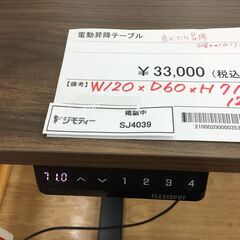 電動昇降テーブル
¥ 33,000 (税込
【備考】 W120×D60×H71
掲載中
ジモティー
SJ4039
2100020000035
71.0 1 2 3 4
FLEXISPOT